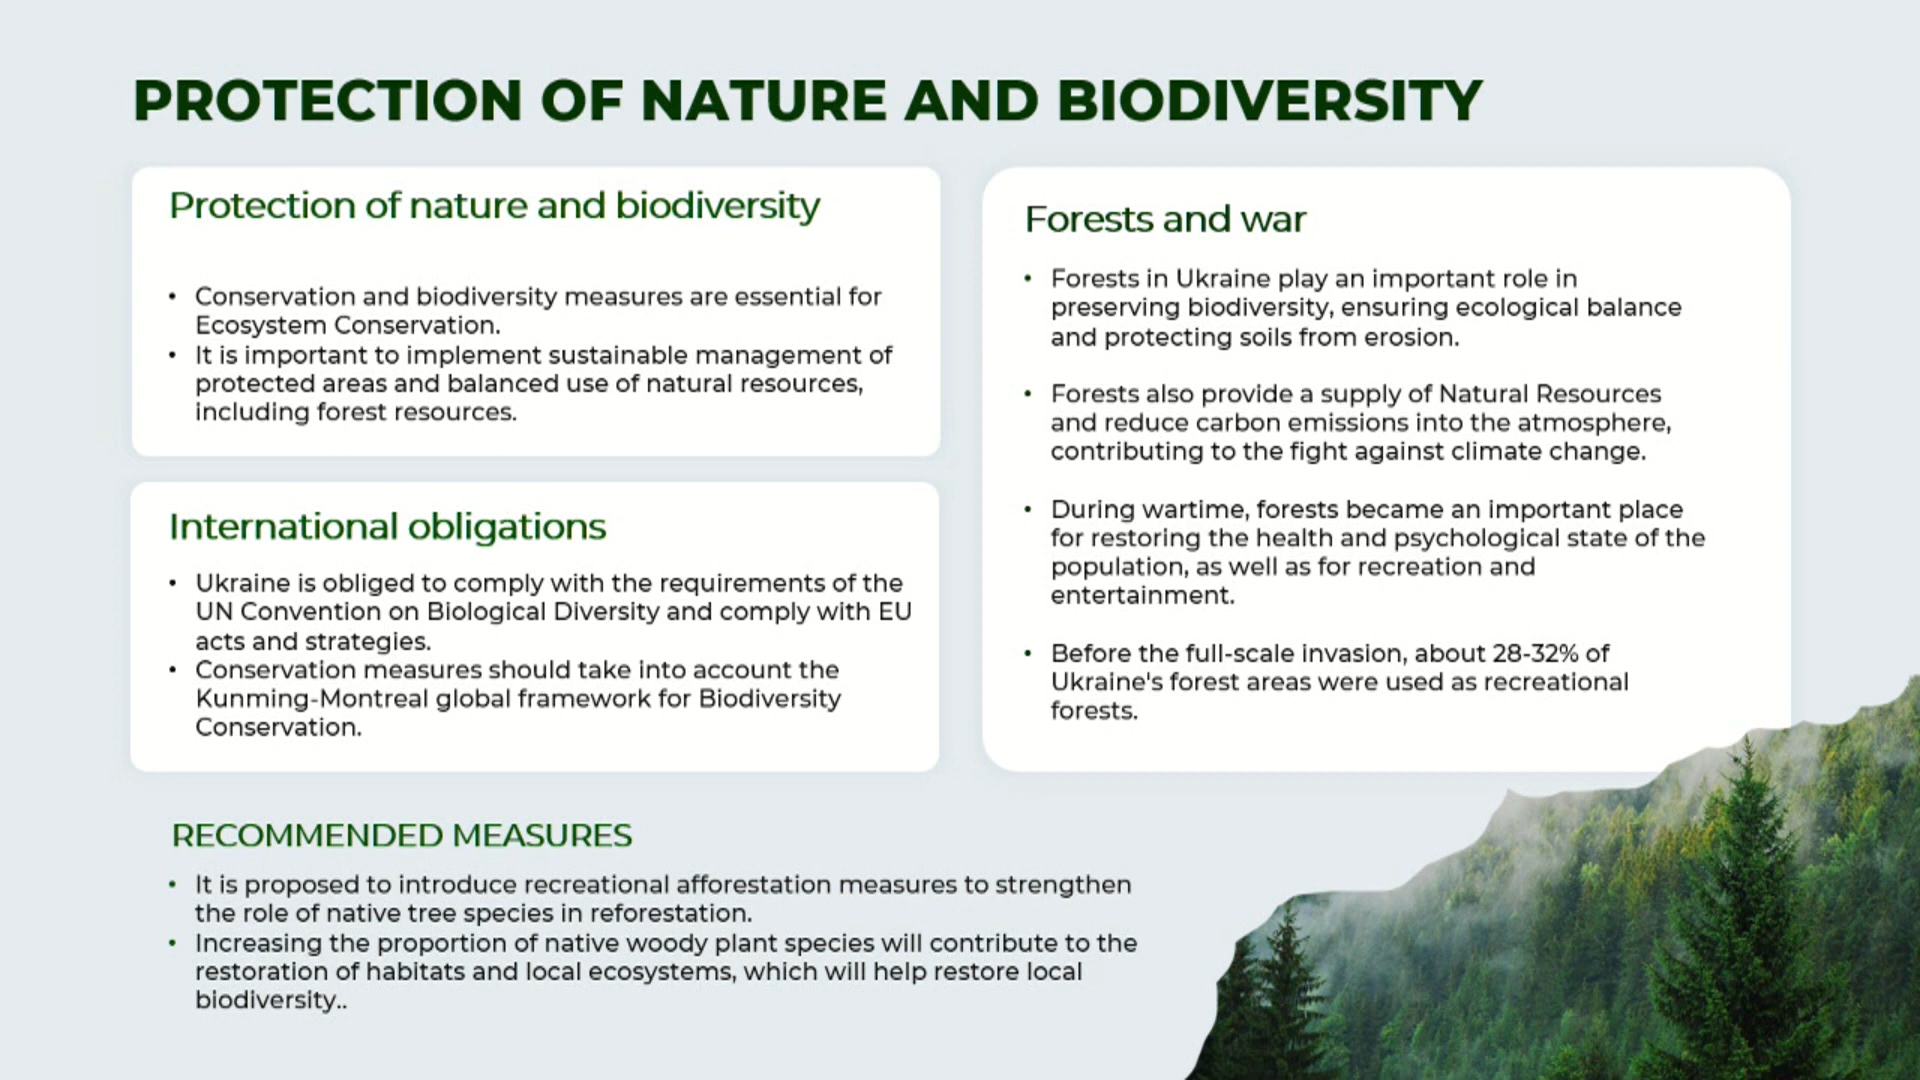 PROTECTION OF NATURE AND BIODIVERSITY
Protection of nature and biodiversity
• Conservation and biodiversity measures are essential for
Ecosystem Conservation.
• It is important to implement sustainable management of
protected areas and balanced use of natural resources,
including forest resources.
International obligations
• Ukraine is obliged to comply with the requirements of the
UN Convention on Biological Diversity and comply with EU
acts and strategies.
• Conservation measures should take into account the
Kunming-Montreal global framework for Biodiversity
Conservation.
Forests and war
• Forests in Ukraine play an important role in
preserving biodiversity, ensuring ecological balance
and protecting soils from erosion.
• Forests also provide a supply of Natural Resources
and reduce carbon emissions into the atmosphere,
contributing to the fight against climate change.
• During wartime, forests became an important place
for restoring the health and psychological state of the
population, as well as for recreation and
entertainment.
• Before the full-scale invasion, about 28-32% of
Ukraine's forest areas were used as recreational
forests.
RECOMMENDED MEASURES
• It is proposed to introduce recreational afforestation measures to strengthen
the role of native tree species in reforestation.
• Increasing the proportion of native woody plant species will contribute to the
restoration of habitats and local ecosystems, which will help restore local
biodiversity..